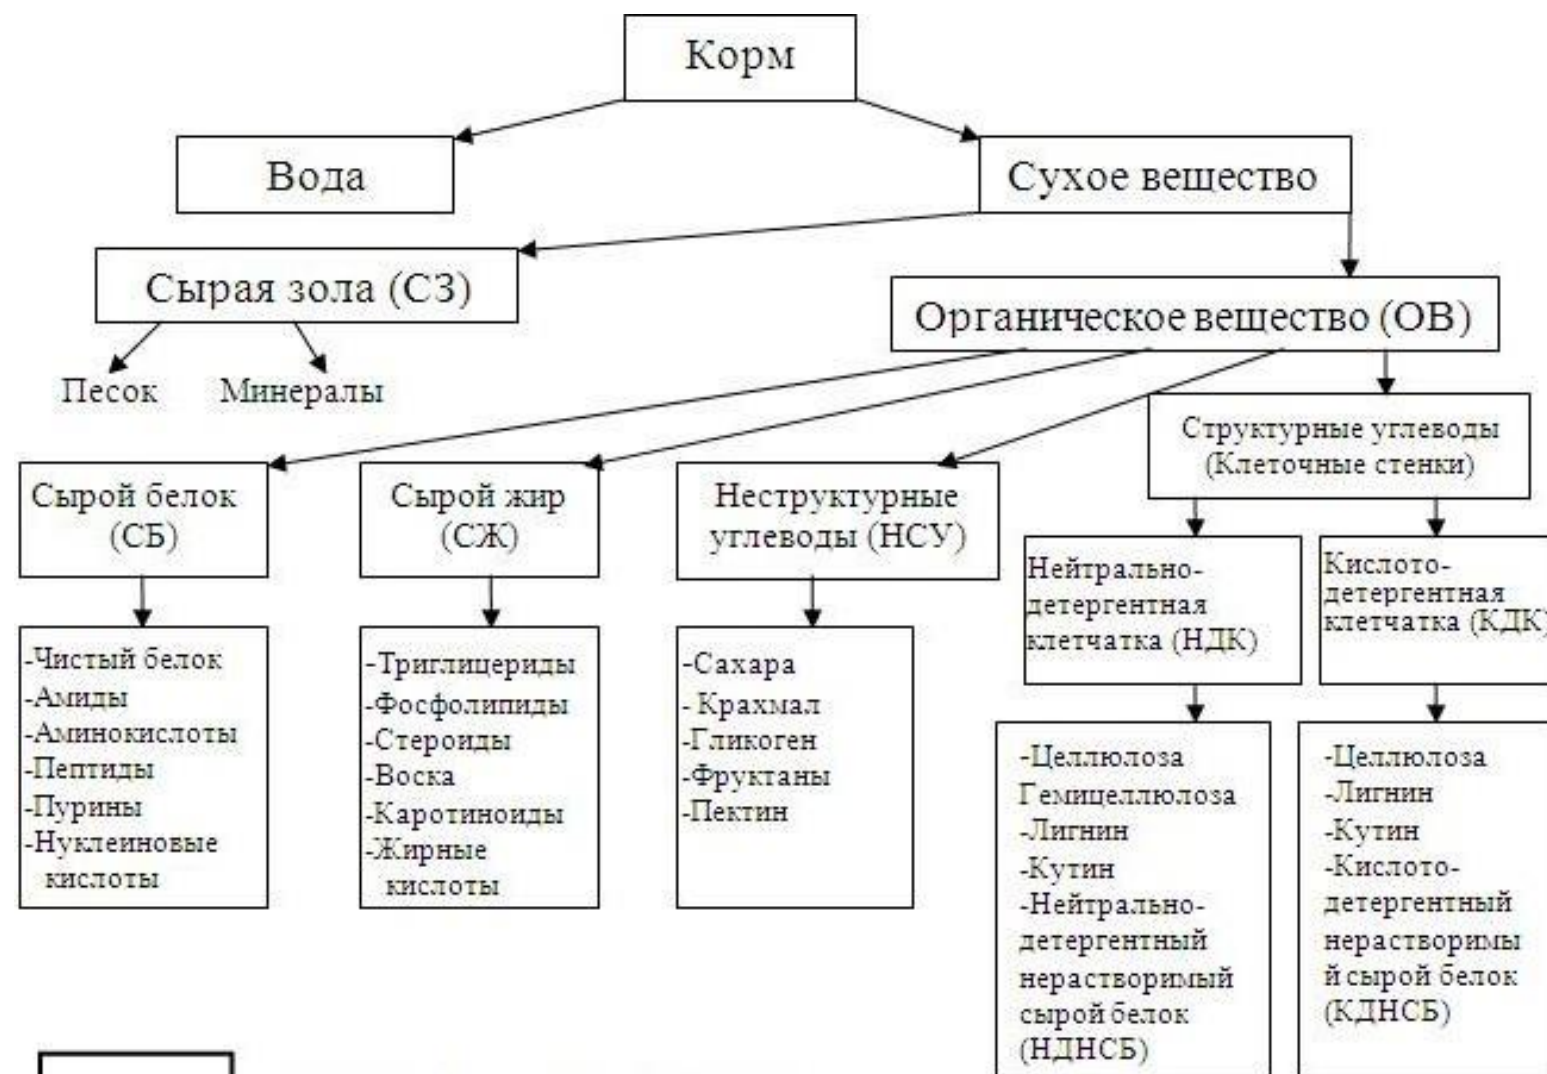 Корм
Вода
Сухое вещество
Сырая зола (СЗ)
Органическое вещество (ОВ)
Песок
Минералы
Структурные углеводы
(Клеточные стенки)
Сырой белок
(СБ)
Сырой жир
(СЖ)
Неструктурные
углеводы (НСУ)
Нейтрально-
детергентная
клетчатка (НДК)
Кислото-
детергентная
клетчатка (КДК)
-Чистый белок
-Амиды
-Аминокислоты
-Пептиды
-Пурины
-Нуклеиновые
кислоты
-Триглицериды
-Фосфолипиды
-Стероиды
-Воска
-Каротиноиды
-Жирные
кислоты
-Сахара
- Крахмал
-Гликоген
-Фруктаны
-Пектин
-Целлюлоза
Гемицеллюлоза
-Лигнин
-Кутин
-Нейтрально-
детергентный
нерастворимый
сырой белок
(НДНСБ)
-Целлюлоза
-Лигнин
-Кутин
-Кислото-
детергентный
нерастворимы
й сырой белок
(КДНСБ)